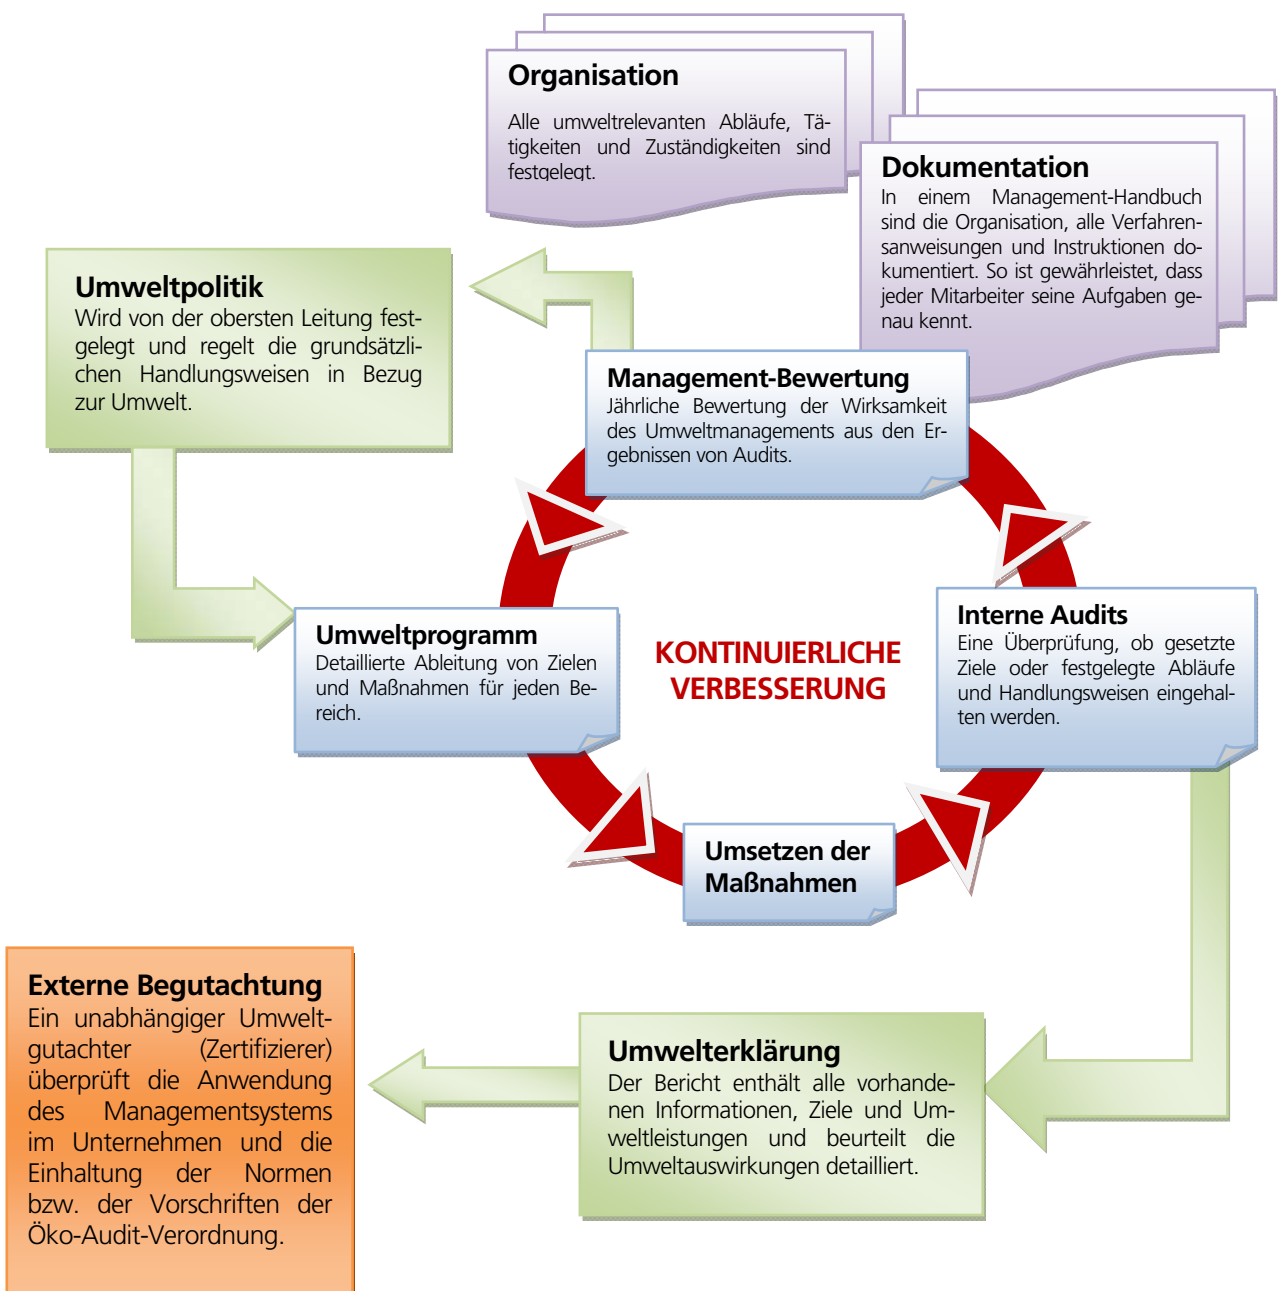 Organisation
Alle umweltrelevanten Abläufe, Tä-
tigkeiten und Zuständigkeiten sind
festgelegt.
Dokumentation
In einem Management-Handbuch
sind die Organisation, alle Verfahren-
sanweisungen und Instruktionen do-
kumentiert. So ist gewährleistet, dass
jeder Mitarbeiter seine Aufgaben ge-
nau kennt.
Umweltpolitik
Wird von der obersten Leitung fest-
gelegt und regelt die grundsätzli-
chen Handlungsweisen in Bezug
zur Umwelt.
Management-Bewertung
Jährliche Bewertung der Wirksamkeit
des Umweltmanagements aus den Er-
gebnissen von Audits.
Umweltprogramm
Detaillierte Ableitung von Zielen
und Maßnahmen für jeden Be-
reich.
KONTINUIERLICHE
VERBESSERUNG
Interne Audits
Eine Überprüfung, ob gesetzte
Ziele oder festgelegte Abläufe
und Handlungsweisen eingehal-
ten werden.
Umsetzen der
Maßnahmen
Externe Begutachtung
Ein unabhängiger Umwelt-
gutachter (Zertifizierer)
überprüft die Anwendung
des Managementsystems
im Unternehmen und die
Einhaltung der Normen
bzw. der Vorschriften der
Öko-Audit-Verordnung.
Umwelterklärung
Der Bericht enthält alle vorhande-
nen Informationen, Ziele und Um-
weltleistungen und beurteilt die
Umweltauswirkungen detailliert.